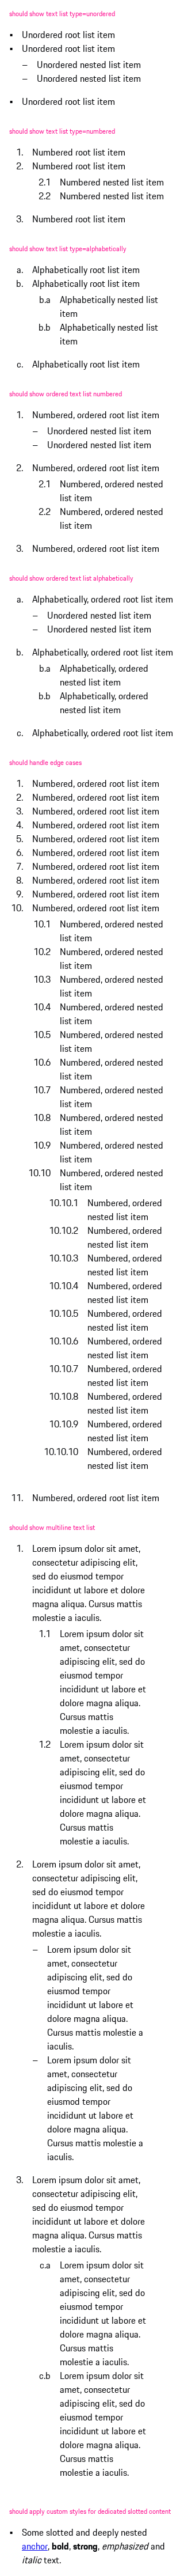 should show text list type=unordered
• Unordered root list item
• Unordered root list item
– Unordered nested list item
– Unordered nested list item
• Unordered root list item
should show text list type=numbered
1. Numbered root list item
2. Numbered root list item
2.1 Numbered nested list item
2.2 Numbered nested list item
3. Numbered root list item
should show text list type=alphabetically
a. Alphabetically root list item
b. Alphabetically root list item
b.a Alphabetically nested list
item
b.b Alphabetically nested list
item
c. Alphabetically root list item
should show ordered text list numbered
1. Numbered, ordered root list item
– Unordered nested list item
– Unordered nested list item
2. Numbered, ordered root list item
2.1 Numbered, ordered nested
list item
2.2 Numbered, ordered nested
list item
3. Numbered, ordered root list item
should show ordered text list alphabetically
a. Alphabetically, ordered root list item
– Unordered nested list item
– Unordered nested list item
b. Alphabetically, ordered root list item
b.a Alphabetically, ordered
nested list item
b.b Alphabetically, ordered
nested list item
c. Alphabetically, ordered root list item
should handle edge cases
1. Numbered, ordered root list item
2. Numbered, ordered root list item
3. Numbered, ordered root list item
4. Numbered, ordered root list item
5. Numbered, ordered root list item
6. Numbered, ordered root list item
7. Numbered, ordered root list item
8. Numbered, ordered root list item
9. Numbered, ordered root list item
10. Numbered, ordered root list item
10.1 Numbered, ordered nested
list item
10.2 Numbered, ordered nested
list item
10.3 Numbered, ordered nested
list item
10.4 Numbered, ordered nested
list item
10.5 Numbered, ordered nested
list item
10.6 Numbered, ordered nested
list item
10.7 Numbered, ordered nested
list item
10.8 Numbered, ordered nested
list item
10.9 Numbered, ordered nested
list item
10.10 Numbered, ordered nested
list item
10.10.1 Numbered, ordered
nested list item
10.10.2 Numbered, ordered
nested list item
10.10.3 Numbered, ordered
nested list item
10.10.4 Numbered, ordered
nested list item
10.10.5 Numbered, ordered
nested list item
10.10.6 Numbered, ordered
nested list item
10.10.7 Numbered, ordered
nested list item
10.10.8 Numbered, ordered
nested list item
10.10.9 Numbered, ordered
nested list item
10.10.10 Numbered, ordered
nested list item
11. Numbered, ordered root list item
should show multiline text list
1. Lorem ipsum dolor sit amet,
consectetur adipiscing elit,
sed do eiusmod tempor
incididunt ut labore et dolore
magna aliqua. Cursus mattis
molestie a iaculis.
1.1 Lorem ipsum dolor sit
amet, consectetur
adipiscing elit, sed do
eiusmod tempor
incididunt ut labore et
dolore magna aliqua.
Cursus mattis
molestie a iaculis.
1.2 Lorem ipsum dolor sit
amet, consectetur
adipiscing elit, sed do
eiusmod tempor
incididunt ut labore et
dolore magna aliqua.
Cursus mattis
molestie a iaculis.
2. Lorem ipsum dolor sit amet,
consectetur adipiscing elit,
sed do eiusmod tempor
incididunt ut labore et dolore
magna aliqua. Cursus mattis
molestie a iaculis.
– Lorem ipsum dolor sit
amet, consectetur
adipiscing elit, sed do
eiusmod tempor
incididunt ut labore et
dolore magna aliqua.
Cursus mattis molestie a
iaculis.
– Lorem ipsum dolor sit
amet, consectetur
adipiscing elit, sed do
eiusmod tempor
incididunt ut labore et
dolore magna aliqua.
Cursus mattis molestie a
iaculis.
3. Lorem ipsum dolor sit amet,
consectetur adipiscing elit,
sed do eiusmod tempor
incididunt ut labore et dolore
magna aliqua. Cursus mattis
molestie a iaculis.
c.a Lorem ipsum dolor sit
amet, consectetur
adipiscing elit, sed do
eiusmod tempor
incididunt ut labore et
dolore magna aliqua.
Cursus mattis
molestie a iaculis.
c.b Lorem ipsum dolor sit
amet, consectetur
adipiscing elit, sed do
eiusmod tempor
incididunt ut labore et
dolore magna aliqua.
Cursus mattis
molestie a iaculis.
should apply custom styles for dedicated slotted content
• Some slotted and deeply nested
anchor, bold, strong, emphasized and
italic text.